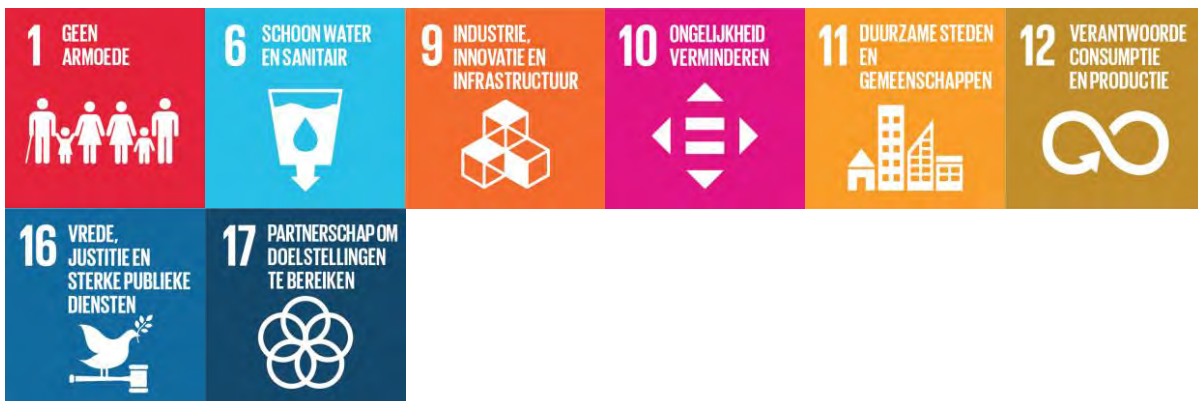 1 GEEN
ARMOEDE
6 SCHOON WATER
EN SANITAIR
9 INDUSTRIE,
INNOVATIE EN
INFRASTRUCTUUR
10 ONGELIJKHEID
VERMINDEREN
11 DUURZAME STEDEN
EN
GEMEENSCHAPPEN
12 VERANTWOORDE
CONSUMPTIE
EN PRODUCTIE
16 VREDE,
JUSTITIE EN
STERKE PUBLIEKE
DIENSTEN
17 PARTNERSCHAP OM
DOELSTELLINGEN
TE BEREIKEN